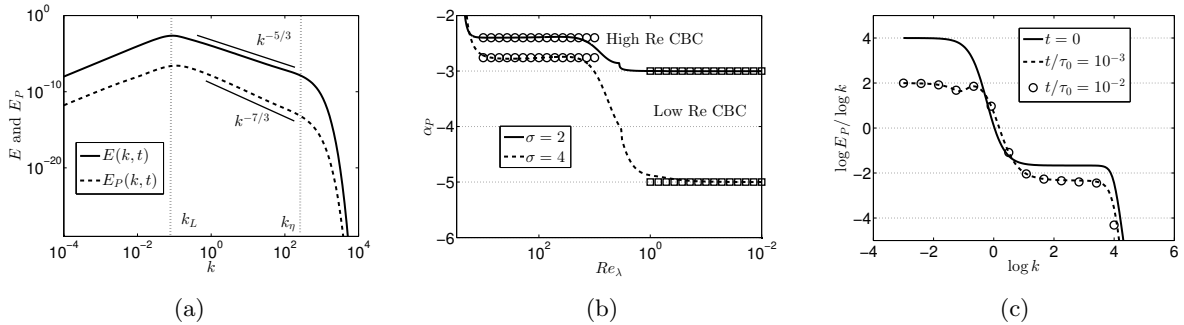 10^0
10^{-10}
10^{-20}
E and E_P
k^{-5/3}
k^{-7/3}
E(k, t)
E_P(k, t)
k_L
k_η
10^{-4}
10^{-2}
10^0
10^2
10^4
k
(a)
−2
−3
−4
−5
−6
α_P
High Re CBC
Low Re CBC
σ = 2
σ = 4
10^2
10^0
10^{-2}
Re_λ
(b)
4
2
0
−2
−4
log E_P / log k
t = 0
t/τ_0 = 10^{-3}
t/τ_0 = 10^{-2}
−4
−2
0
2
4
6
log k
(c)